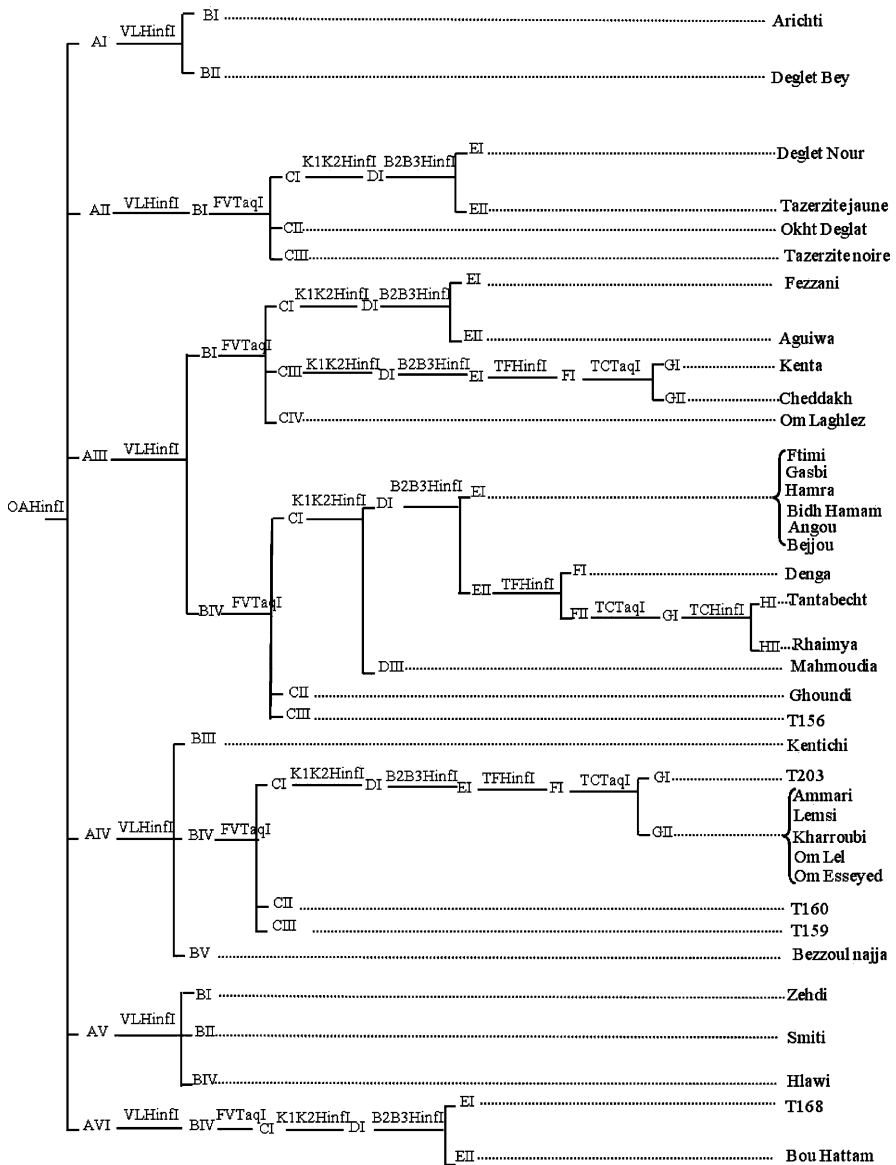 BI Arichti
AI VLHinfI
BII Deglet Bey
EI Deglet Nour
K1K2HinfI B2B3HinfI
CI DI
AII VLHinfI BI FVTaqI EII Tazerzite jaune
CII Okht Deglat
CIII Tazerzite noire
EI Fezzani
K1K2HinfI B2B3HinfI
CI DI
EII Aguiwa
BI FVTaqI
K1K2HinfI B2B3HinfI TFHinfI TCTaqI GI Kenta
CIII DI EI FI
GII Cheddakh
CIV Om Laghlez
AIII VLHinfI
Ftimi
Gasbi
K1K2HinfI B2B3HinfI EI Hamra
OAHinfI CI DI Bidh Hamam
Angou
Bejjou
FI Denga
EII TFHinfI
BIV FVTaqI FII TCTaqI GI TCHinfI HI Tantabecht
HII Rhaimya
DIII Mahmoudia
CII Ghoundi
CIII T156
BIII Kentichi
K1K2HinfI B2B3HinfI TFHinfI TCTaqI GI T203
CI DI EI FI
Ammari
Lemsi
AIV VLHinfI BIV FVTaqI GII Kharroubi
Om Lel
Om Esseyed
CII T160
CIII T159
BV Bezzoul najja
BI Zehdi
AV VLHinfI BII Smiti
BIV Hlawi
EI T168
AVI VLHinfI BIV FVTaqI CI K1K2HinfI DI B2B3HinfI
EII Bou Hattam